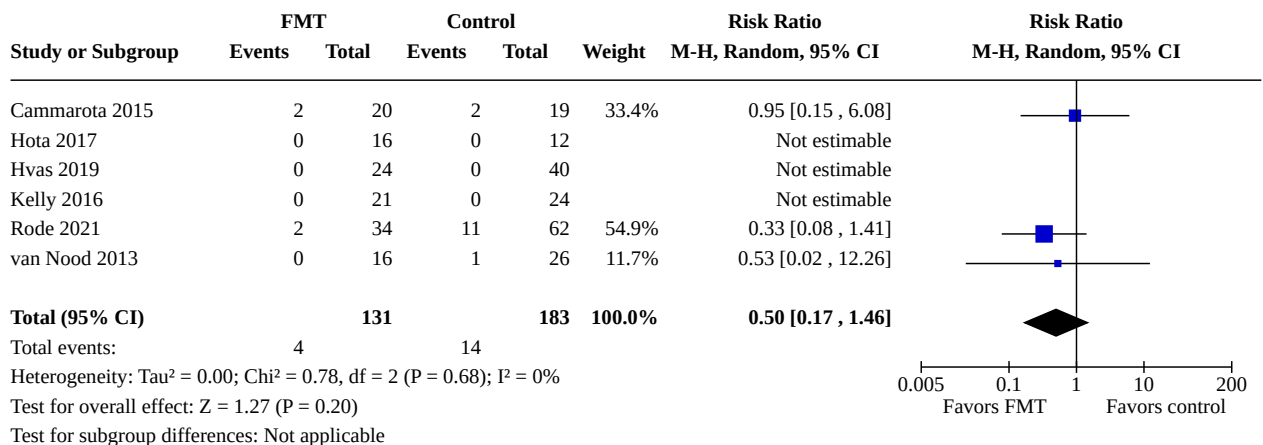 FMT Control Risk Ratio Risk Ratio
Study or Subgroup Events Total Events Total Weight M-H, Random, 95% CI M-H, Random, 95% CI
Cammarota 2015 2 20 2 19 33.4% 0.95 [0.15 , 6.08]
Hota 2017 0 16 0 12 Not estimable
Hvas 2019 0 24 0 40 Not estimable
Kelly 2016 0 21 0 24 Not estimable
Rode 2021 2 34 11 62 54.9% 0.33 [0.08 , 1.41]
van Nood 2013 0 16 1 26 11.7% 0.53 [0.02 , 12.26]
Total (95% CI) 131 183 100.0% 0.50 [0.17 , 1.46]
Total events: 4 14
Heterogeneity: Tau² = 0.00; Chi² = 0.78, df = 2 (P = 0.68); I² = 0%
0.005 0.1 1 10 200
Test for overall effect: Z = 1.27 (P = 0.20) Favors FMT Favors control
Test for subgroup differences: Not applicable